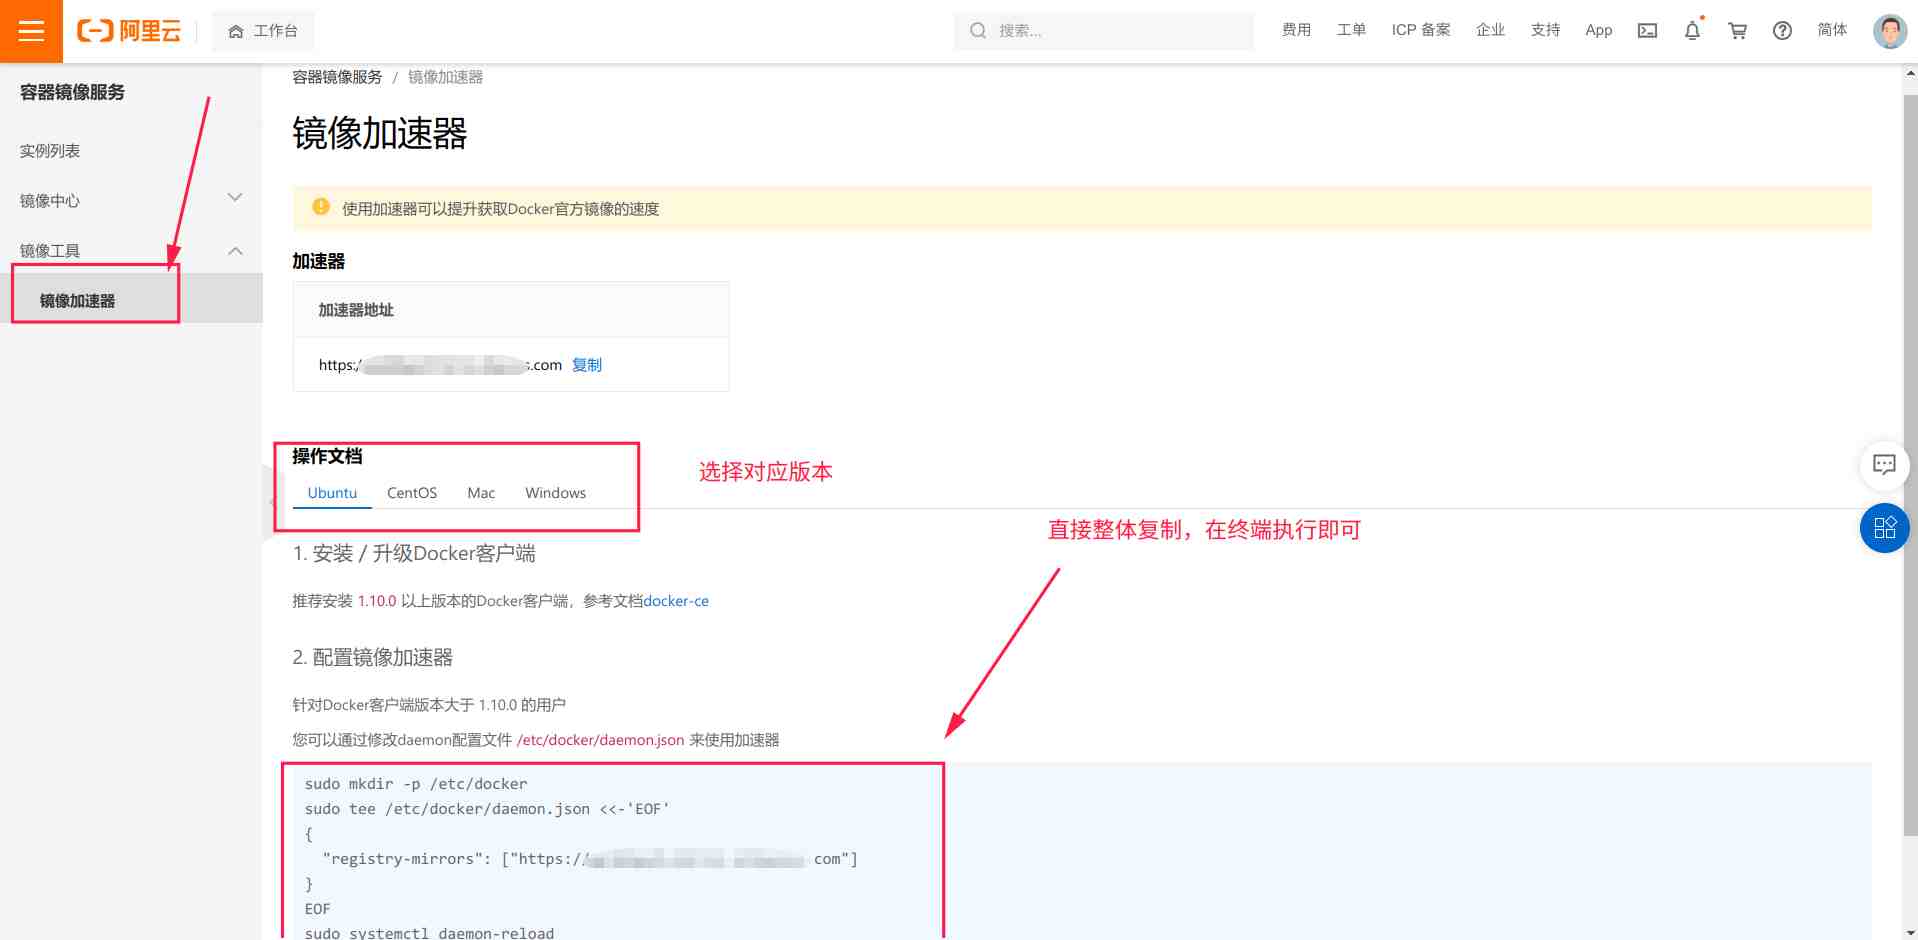 阿里云
工作台
搜索...
费用
工单
ICP 备案
企业
支持
App
简体
容器镜像服务
实例列表
镜像中心
镜像工具
镜像加速器
容器镜像服务 / 镜像加速器
镜像加速器
使用加速器可以提升获取Docker官方镜像的速度
加速器
加速器地址
https:/ .com 复制
操作文档
选择对应版本
Ubuntu CentOS Mac Windows
直接整体复制，在终端执行即可
1. 安装 / 升级Docker客户端
推荐安装 1.10.0 以上版本的Docker客户端，参考文档docker-ce
2. 配置镜像加速器
针对Docker客户端版本大于 1.10.0 的用户
您可以通过修改daemon配置文件 /etc/docker/daemon.json 来使用加速器
sudo mkdir -p /etc/docker
sudo tee /etc/docker/daemon.json <<-'EOF'
{
"registry-mirrors": ["https:// com"]
}
EOF
sudo systemctl daemon-reload